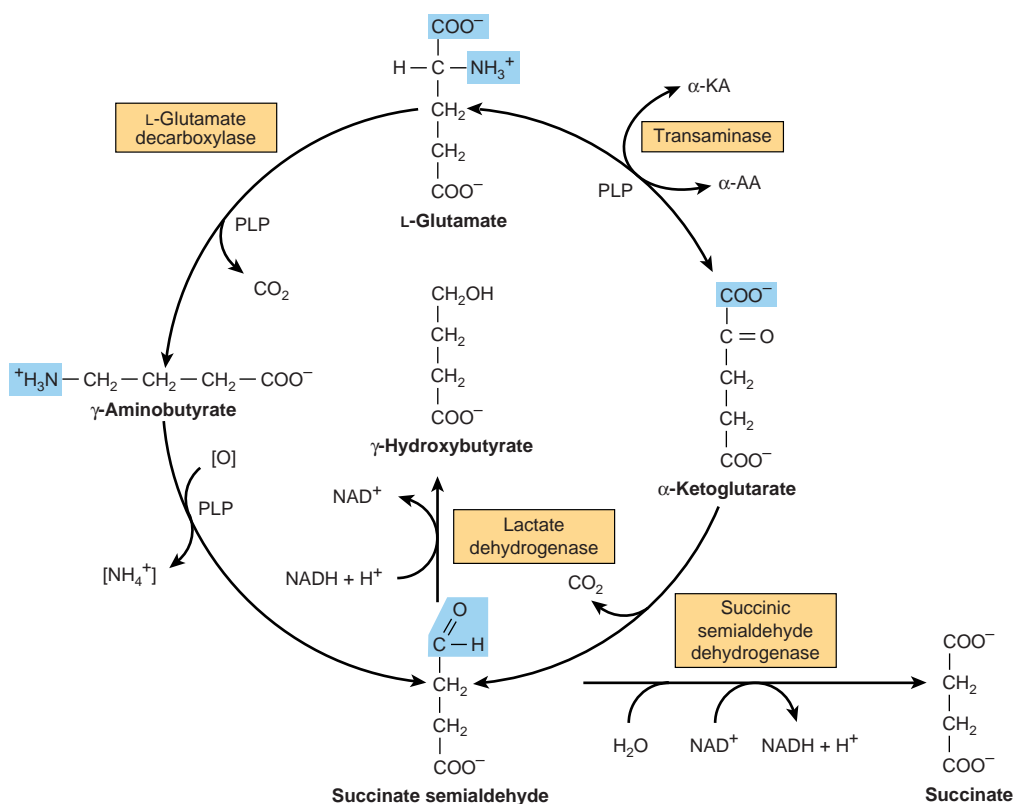 COO⁻
H — C — NH₃⁺
CH₂
CH₂
COO⁻
L-Glutamate
L-Glutamate
decarboxylase
PLP
CO₂
α-KA
Transaminase
PLP
α-AA
COO⁻
C = O
CH₂
CH₂
COO⁻
α-Ketoglutarate
CH₂OH
CH₂
CH₂
COO⁻
γ-Hydroxybutyrate
⁺H₃N — CH₂ — CH₂ — CH₂ — COO⁻
γ-Aminobutyrate
[O]
PLP
[NH₄⁺]
NAD⁺
NADH + H⁺
Lactate
dehydrogenase
CO₂
Succinic
semialdehyde
dehydrogenase
O
C — H
CH₂
CH₂
COO⁻
Succinate semialdehyde
H₂O
NAD⁺
NADH + H⁺
COO⁻
CH₂
CH₂
COO⁻
Succinate